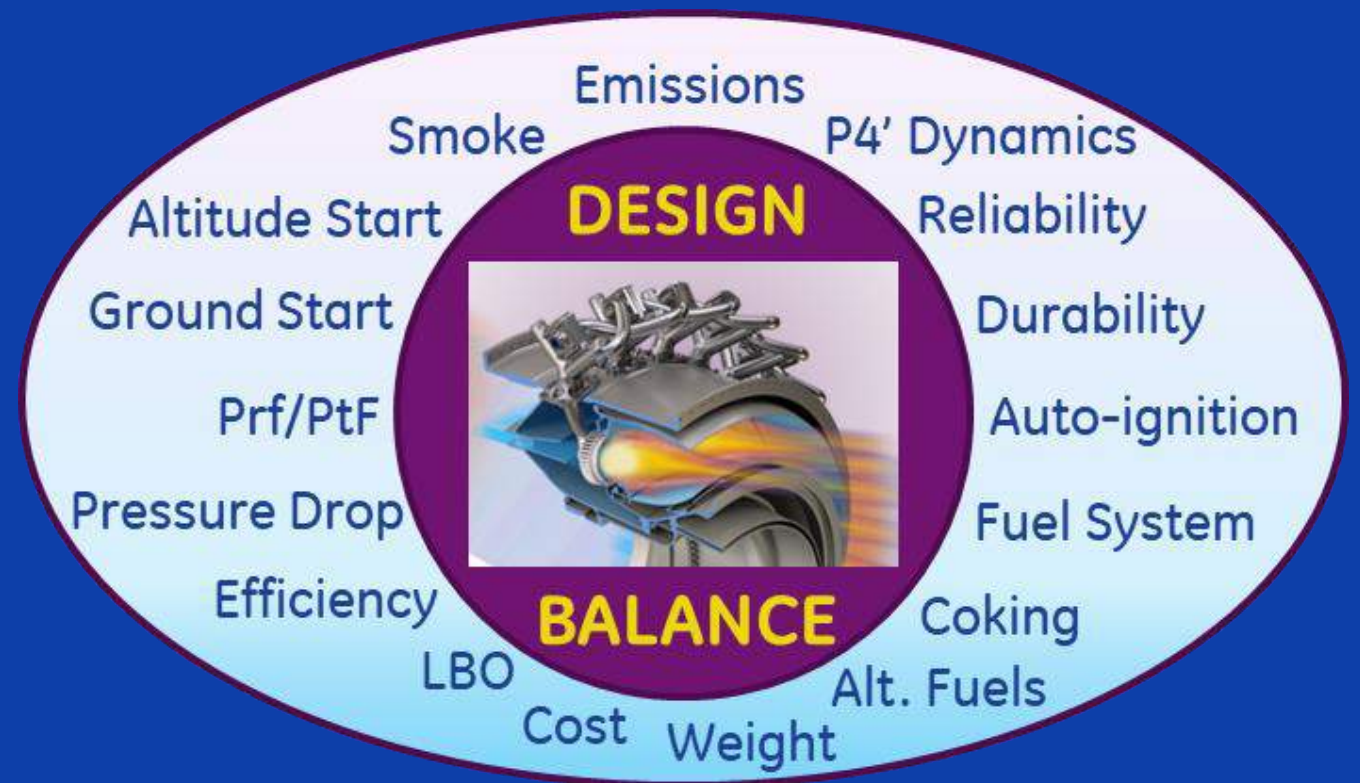 Emissions
Smoke
P4' Dynamics
DESIGN
Altitude Start
Reliability
Ground Start
Durability
Prf/PtF
Auto-ignition
Pressure Drop
Fuel System
Efficiency
BALANCE
Coking
LBO
Alt. Fuels
Cost
Weight